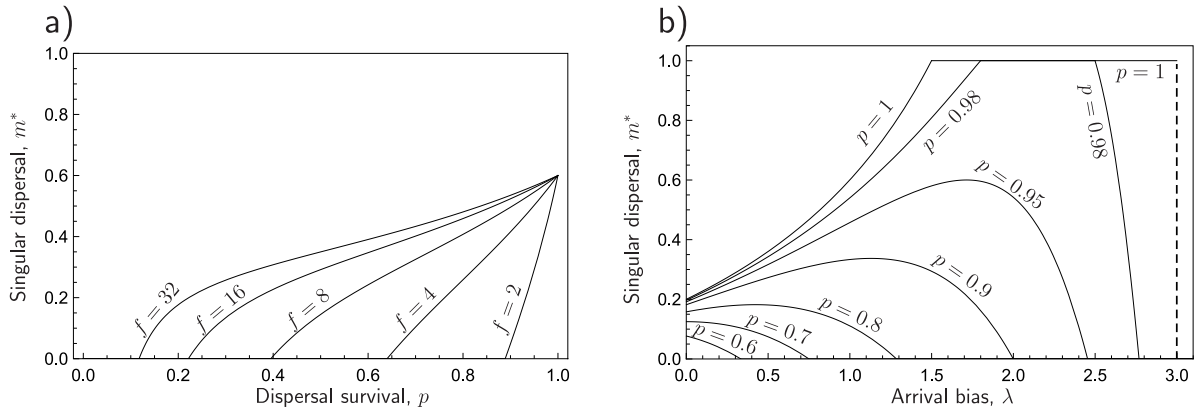 a)
Singular dispersal, m*
1.0
0.8
0.6
0.4
0.2
0.0
f = 32
f = 16
f = 8
f = 4
f = 2
0.0 0.2 0.4 0.6 0.8 1.0
Dispersal survival, p
b)
Singular dispersal, m*
1.0
0.8
0.6
0.4
0.2
0.0
p = 1
p = 0.98
p = 0.98
p = 1
p = 0.95
p = 0.9
p = 0.8
p = 0.7
p = 0.6
0.0 0.5 1.0 1.5 2.0 2.5 3.0
Arrival bias, λ